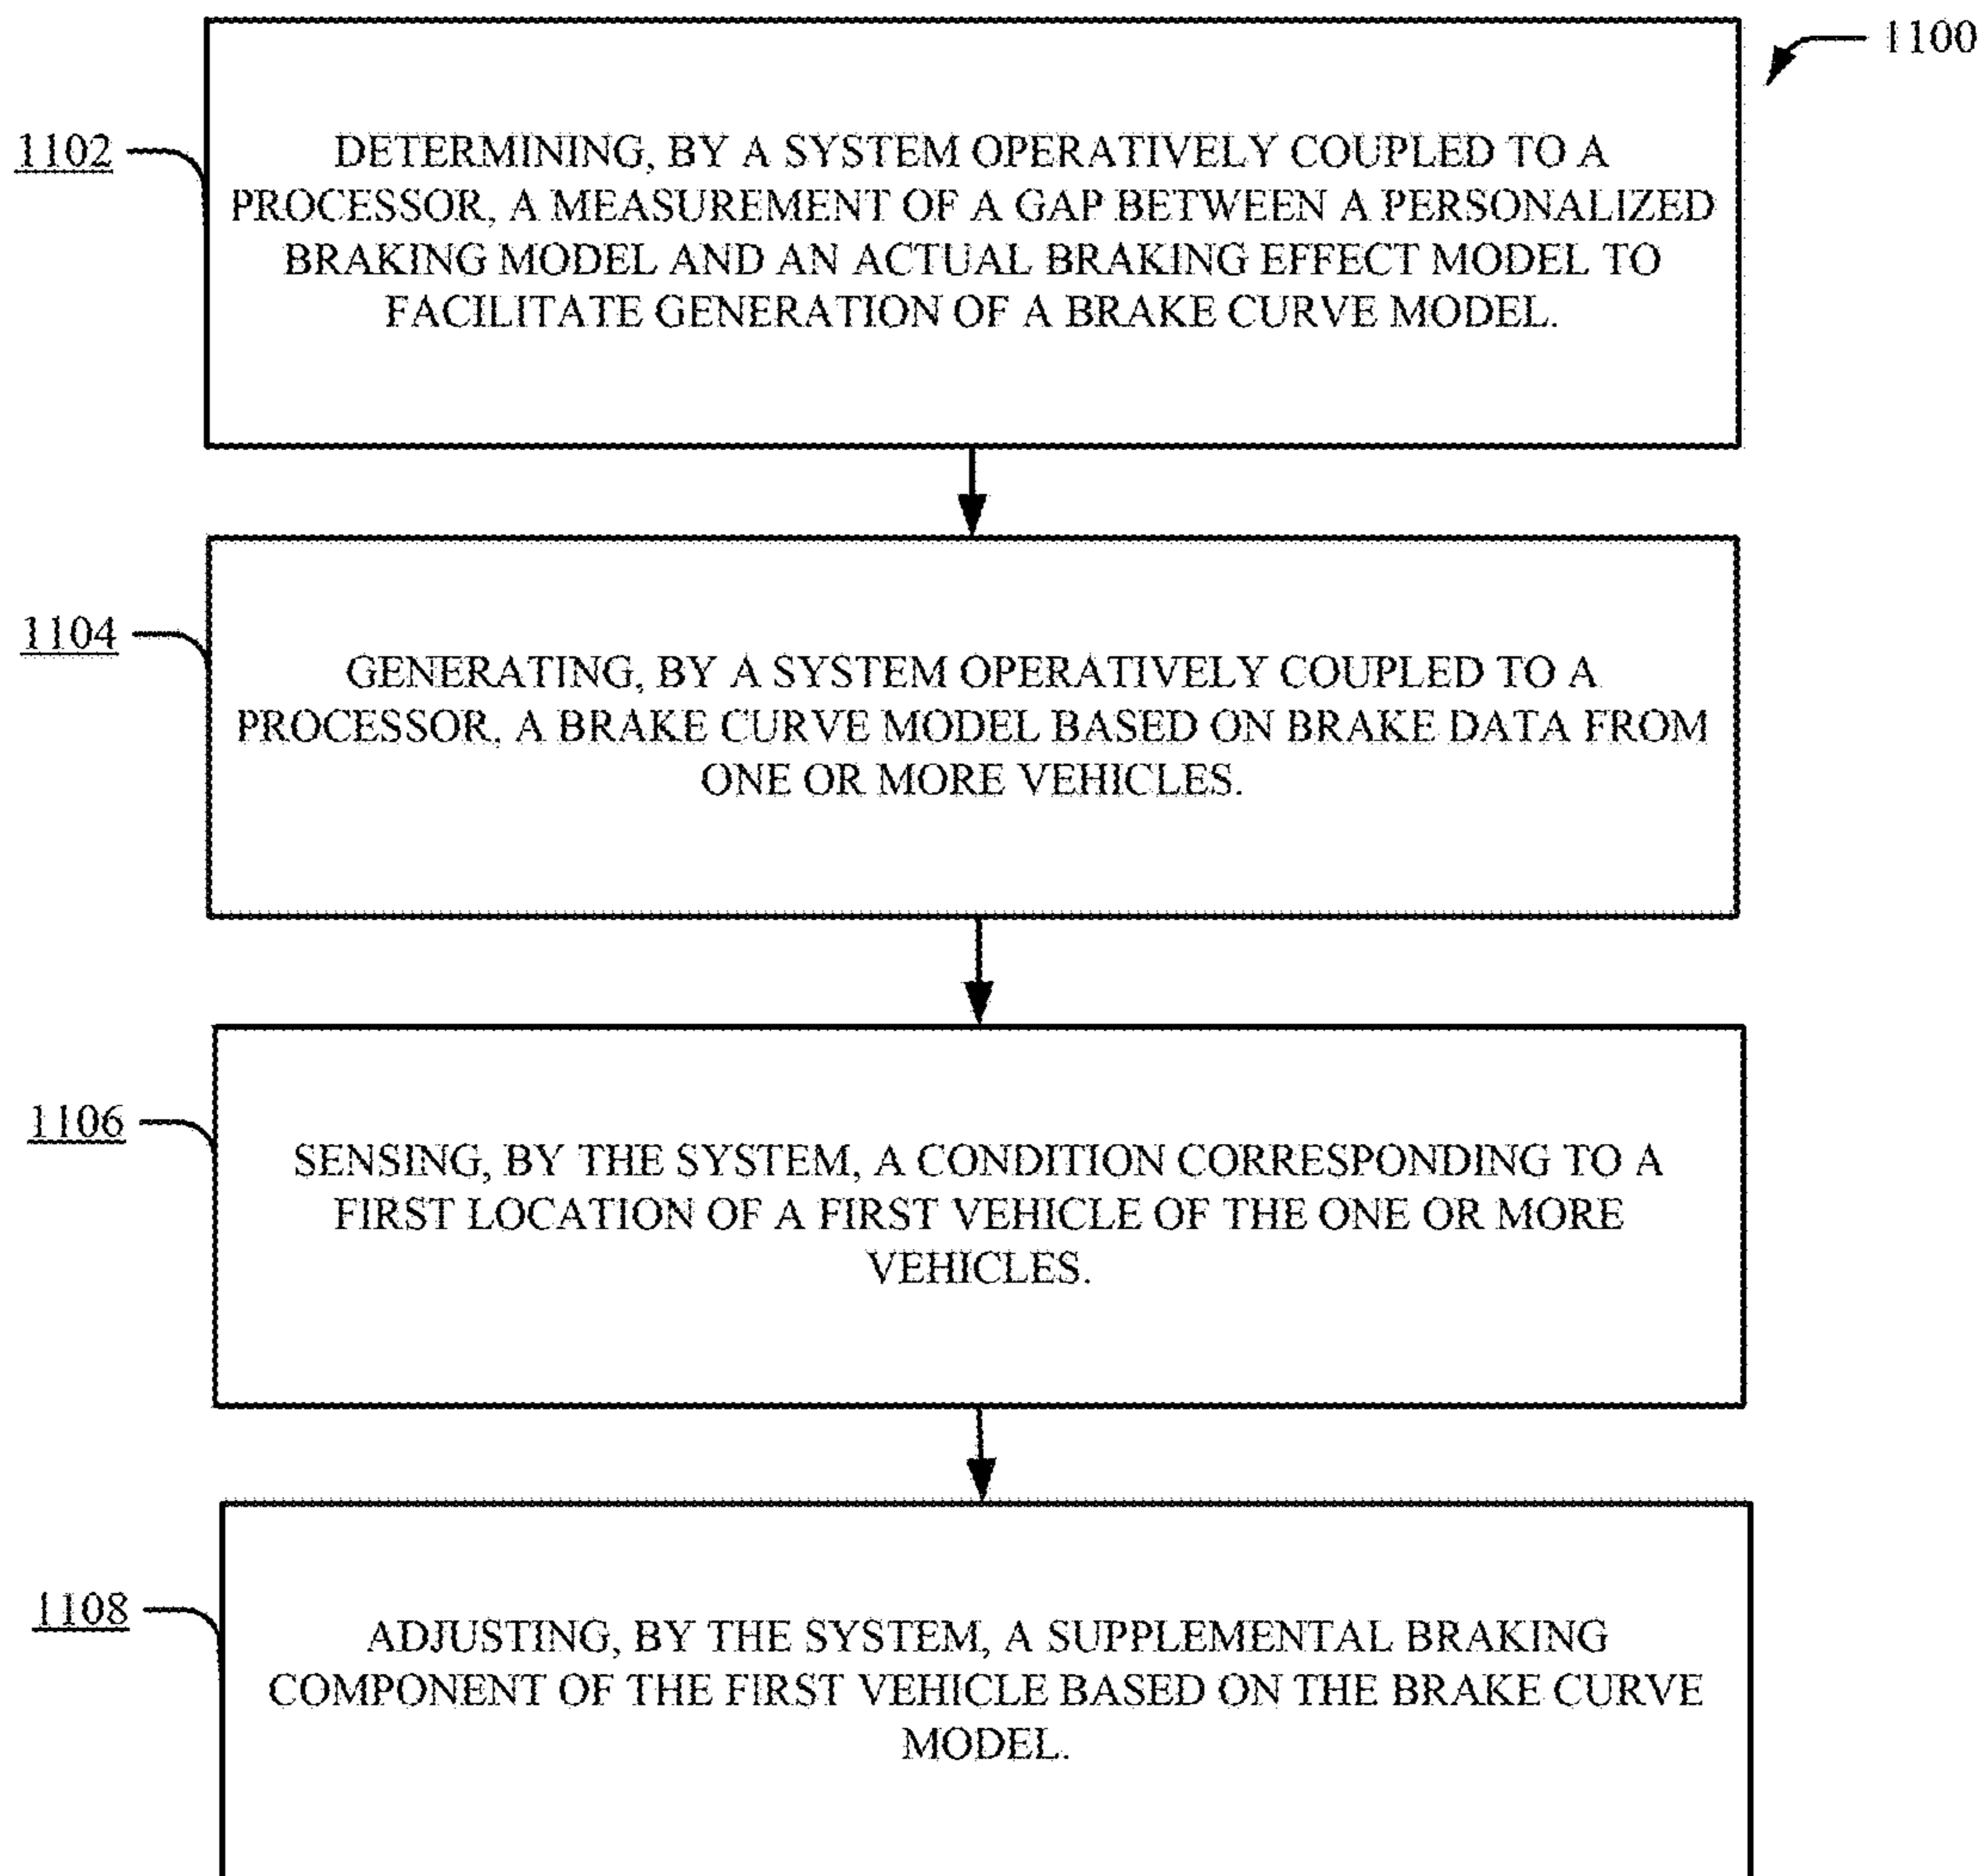 1100
1102
DETERMINING, BY A SYSTEM OPERATIVELY COUPLED TO A
PROCESSOR, A MEASUREMENT OF A GAP BETWEEN A PERSONALIZED
BRAKING MODEL AND AN ACTUAL BRAKING EFFECT MODEL TO
FACILITATE GENERATION OF A BRAKE CURVE MODEL.
1104
GENERATING, BY A SYSTEM OPERATIVELY COUPLED TO A
PROCESSOR, A BRAKE CURVE MODEL BASED ON BRAKE DATA FROM
ONE OR MORE VEHICLES.
1106
SENSING, BY THE SYSTEM, A CONDITION CORRESPONDING TO A
FIRST LOCATION OF A FIRST VEHICLE OF THE ONE OR MORE
VEHICLES.
1108
ADJUSTING, BY THE SYSTEM, A SUPPLEMENTAL BRAKING
COMPONENT OF THE FIRST VEHICLE BASED ON THE BRAKE CURVE
MODEL.